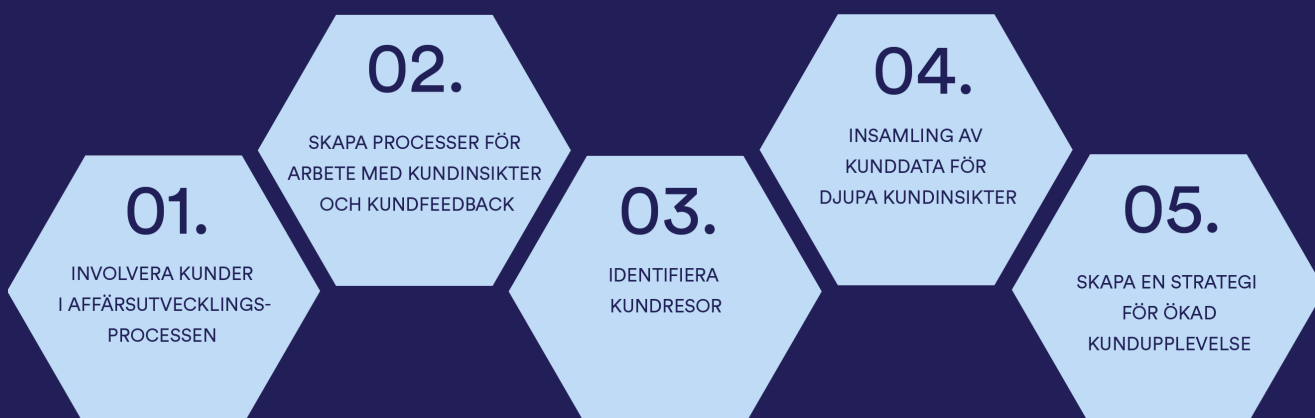 01.
INVOLVERA KUNDER
I AFFÄRSUTVECKLINGS-
PROCESSEN
02.
SKAPA PROCESSER FÖR
ARBETE MED KUNDINSIKTER
OCH KUNDFEEDBACK
03.
IDENTIFIERA
KUNDRESOR
04.
INSAMLING AV
KUNDDATA FÖR
DJUPA KUNDINSIKTER
05.
SKAPA EN STRATEGI
FÖR ÖKAD
KUNDUPPLEVELSE